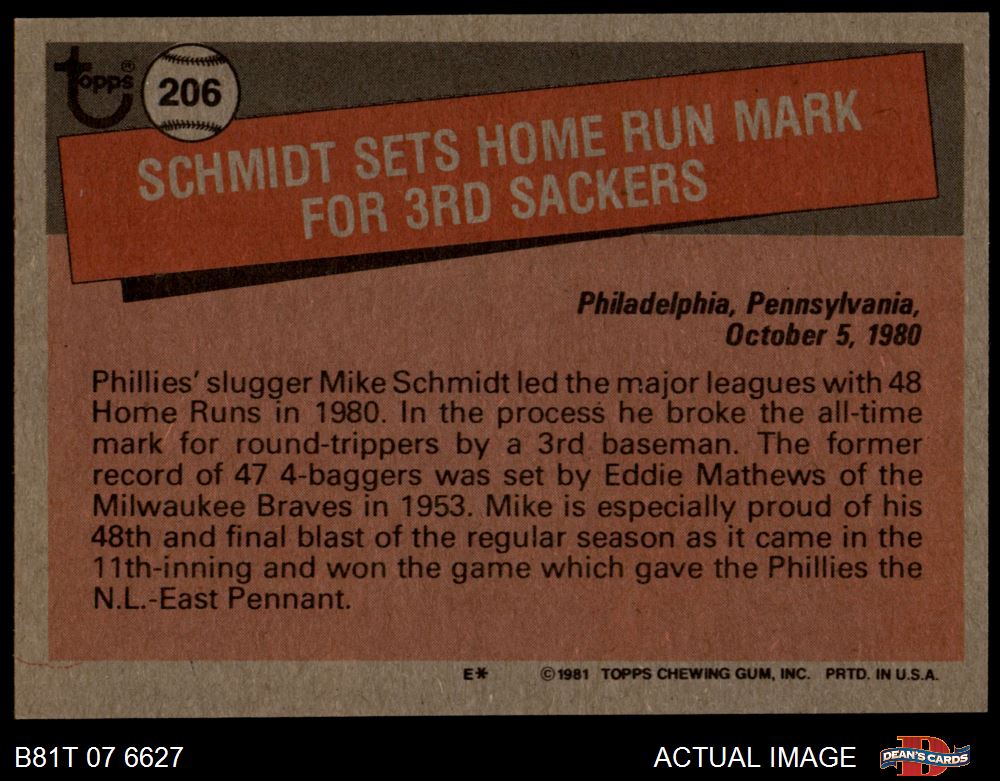 topps®
206
SCHMIDT SETS HOME RUN MARK
FOR 3RD SACKERS
Philadelphia, Pennsylvania,
October 5, 1980
Phillies' slugger Mike Schmidt led the major leagues with 48
Home Runs in 1980. In the process he broke the all-time
mark for round-trippers by a 3rd baseman. The former
record of 47 4-baggers was set by Eddie Mathews of the
Milwaukee Braves in 1953. Mike is especially proud of his
48th and final blast of the regular season as it came in the
11th-inning and won the game which gave the Phillies the
N.L.-East Pennant.
E* ©1981 TOPPS CHEWING GUM, INC. PRTD. IN U.S.A.
B81T 07 6627 ACTUAL IMAGE DEAN'S CARDS